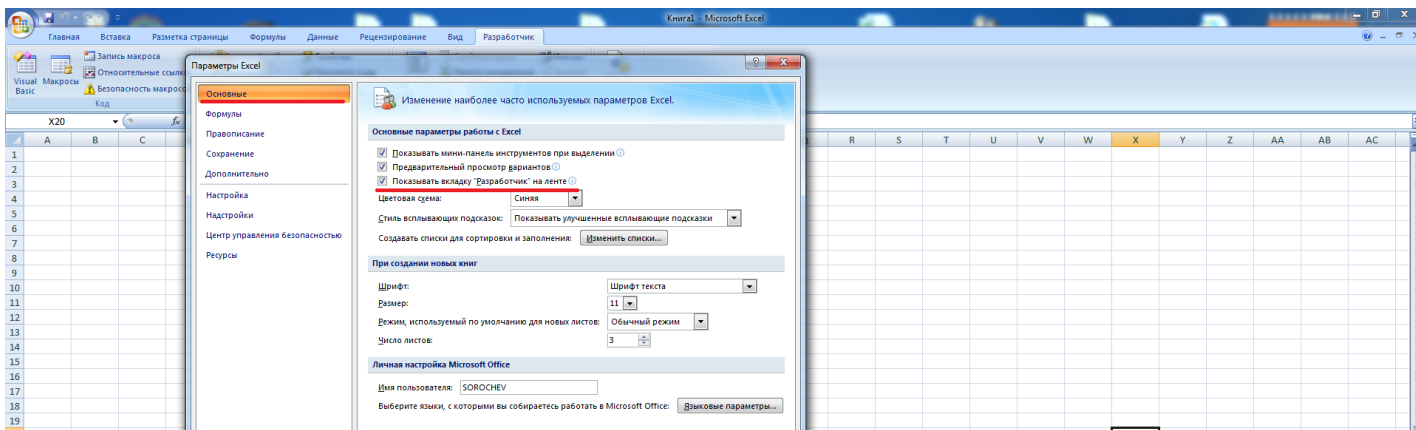 Книга1 - Microsoft Excel
Главная Вставка Разметка страницы Формулы Данные Рецензирование Вид Разработчик
Visual Basic
Макросы
Запись макроса
Относительные ссылки
Безопасность макросов
Код
X20
fx
A B C R S T U V W X Y Z AA AB AC
1
2
3
4
5
6
7
8
9
10
11
12
13
14
15
16
17
18
19
Параметры Excel
Основные
Формулы
Правописание
Сохранение
Дополнительно
Настройка
Надстройки
Центр управления безопасностью
Ресурсы
Изменение наиболее часто используемых параметров Excel.
Основные параметры работы с Excel
Показывать мини-панель инструментов при выделении
Предварительный просмотр вариантов
Показывать вкладку "Разработчик" на ленте
Цветовая схема: Синяя
Стиль всплывающих подсказок: Показывать улучшенные всплывающие подсказки
Создавать списки для сортировки и заполнения: Изменить списки...
При создании новых книг
Шрифт: Шрифт текста
Размер: 11
Режим, используемый по умолчанию для новых листов: Обычный режим
Число листов: 3
Личная настройка Microsoft Office
Имя пользователя: SOROCHEV
Выберите языки, с которыми вы собираетесь работать в Microsoft Office: Языковые параметры...